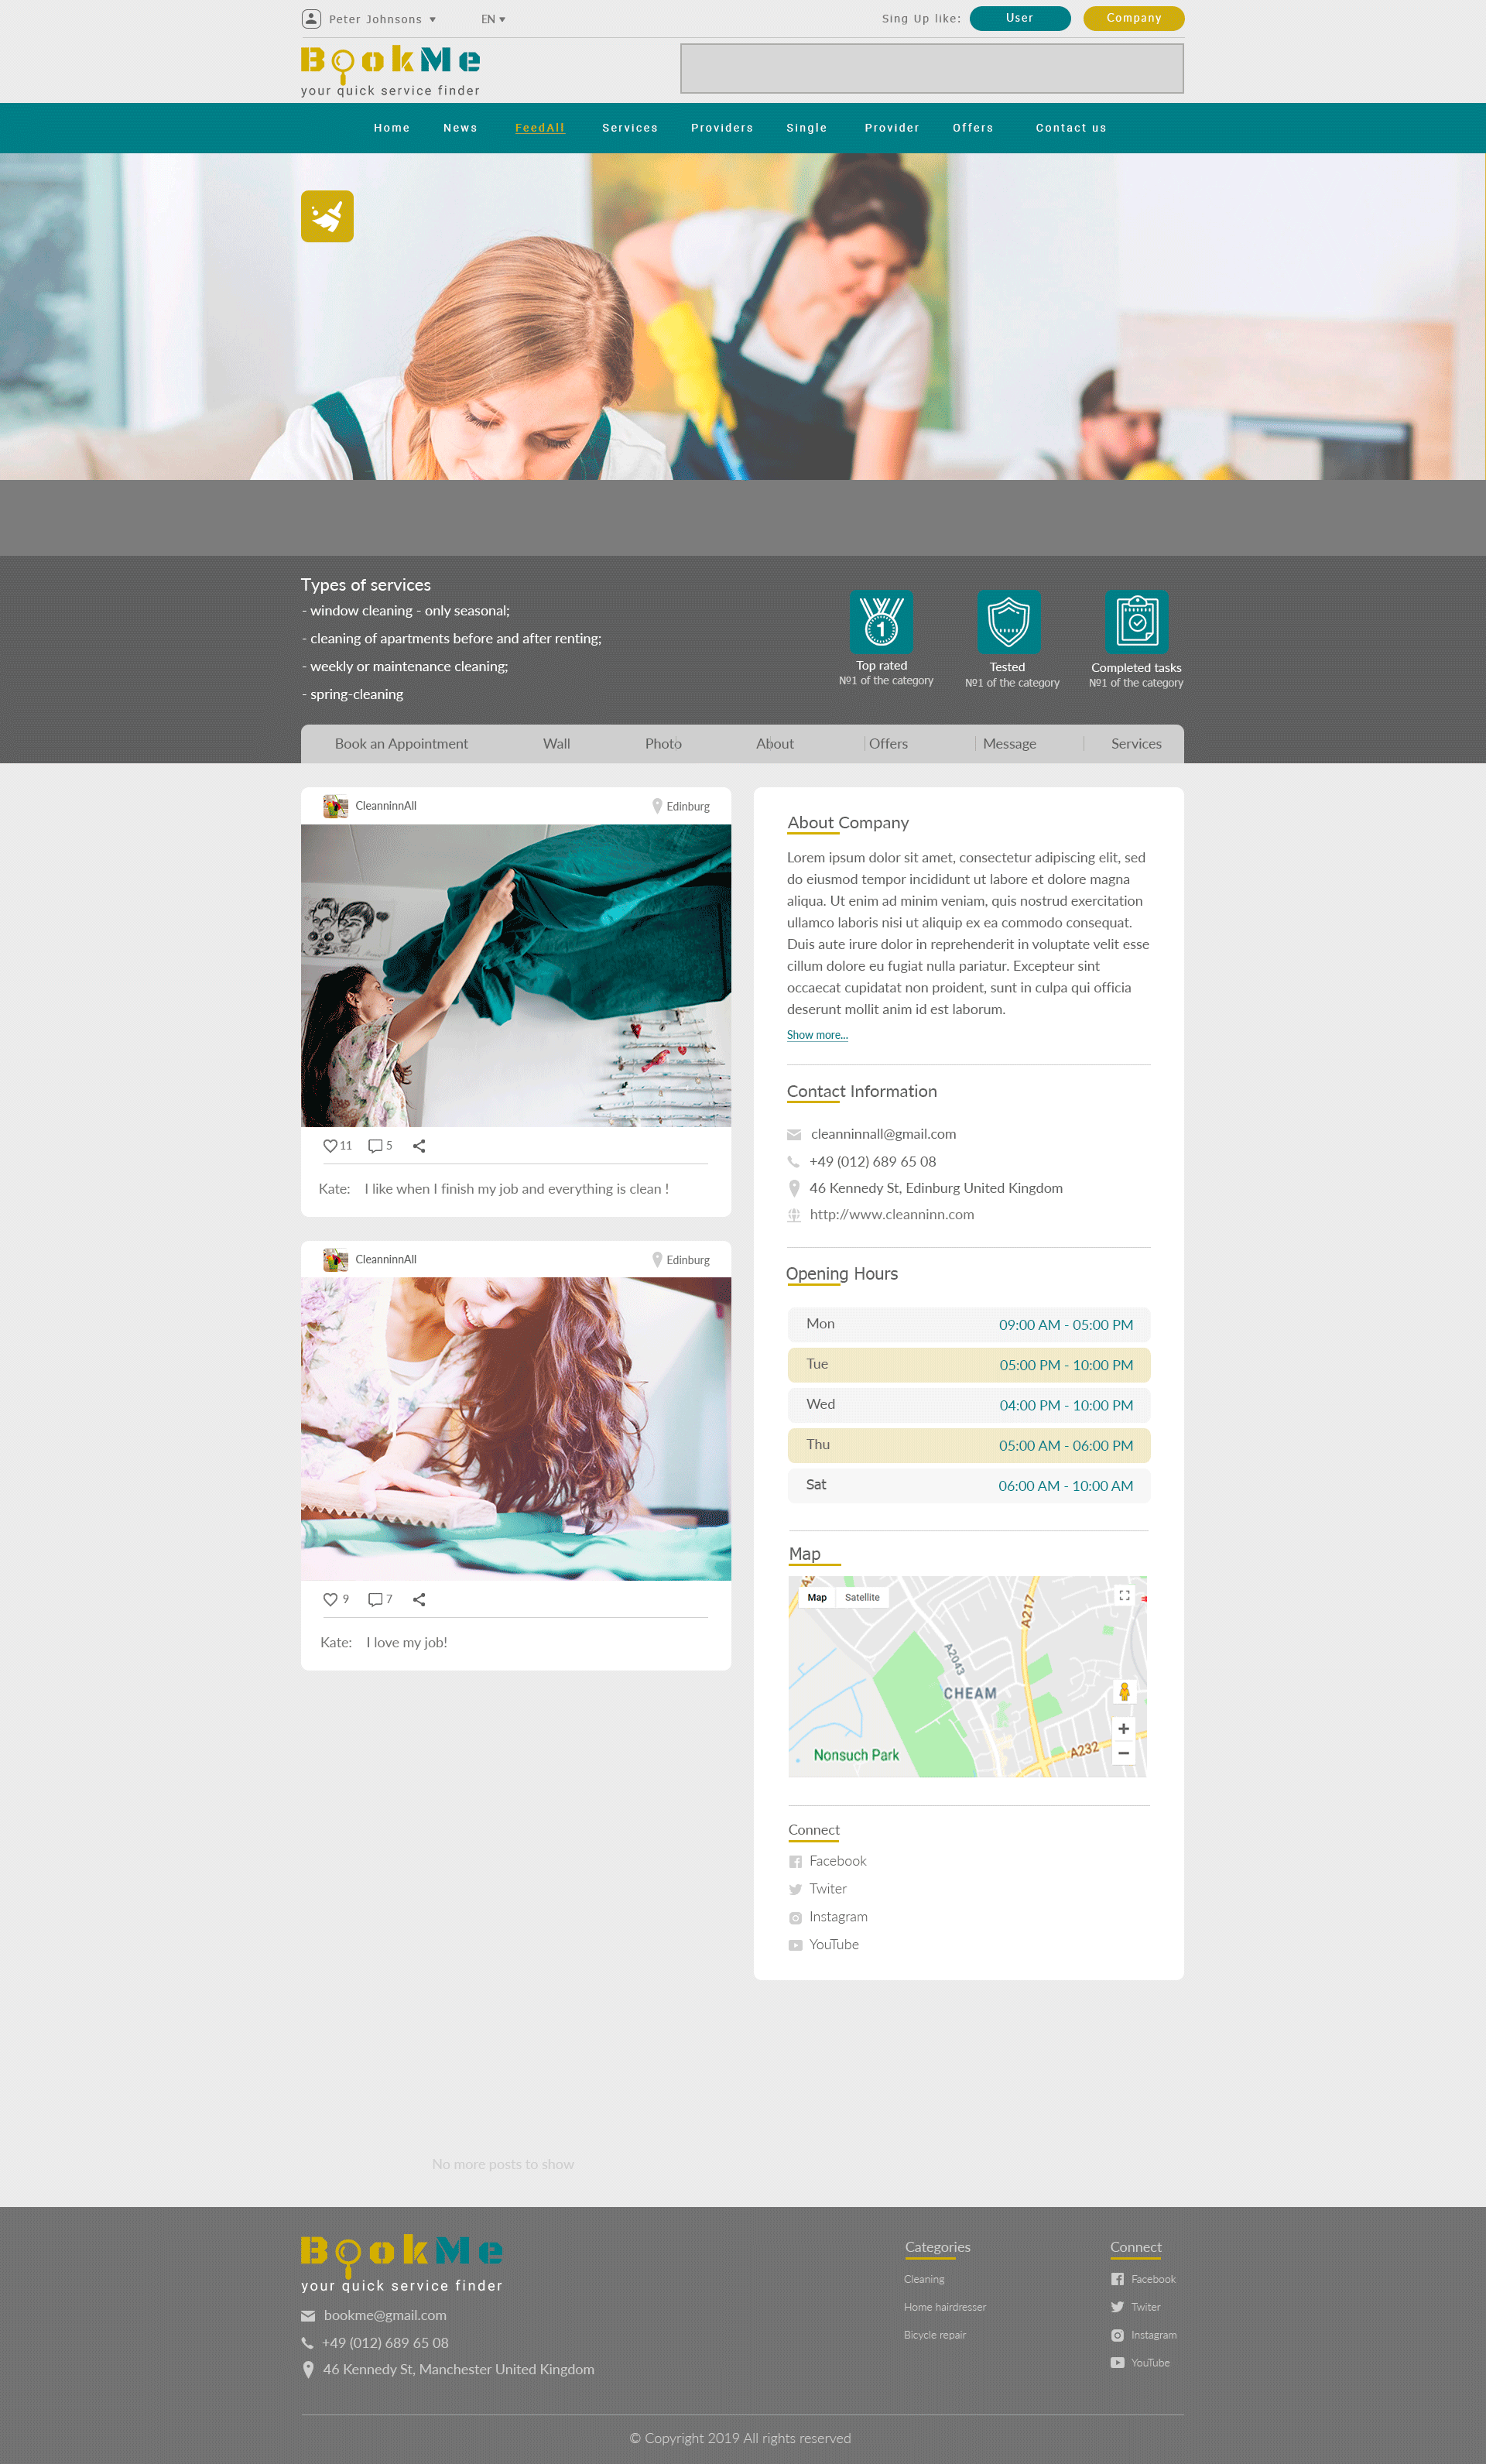 Peter Johnsons EN Sing Up like: User Company
BookMe
your quick service finder
Home News FeedAll Services Providers Single Provider Offers Contact us
Types of services
- window cleaning - only seasonal;
- cleaning of apartments before and after renting;
- weekly or maintenance cleaning;
- spring-cleaning
1
Top rated
№1 of the category
Tested
№1 of the category
Completed tasks
№1 of the category
Book an Appointment Wall Photo About Offers Message Services
CleanninnAll Edinburg
11 5
Kate: I like when I finish my job and everything is clean !
CleanninnAll Edinburg
9 7
Kate: I love my job!
About Company
Lorem ipsum dolor sit amet, consectetur adipiscing elit, sed
do eiusmod tempor incididunt ut labore et dolore magna
aliqua. Ut enim ad minim veniam, quis nostrud exercitation
ullamco laboris nisi ut aliquip ex ea commodo consequat.
Duis aute irure dolor in reprehenderit in voluptate velit esse
cillum dolore eu fugiat nulla pariatur. Excepteur sint
occaecat cupidatat non proident, sunt in culpa qui officia
deserunt mollit anim id est laborum.
Show more...
Contact Information
cleanninnall@gmail.com
+49 (012) 689 65 08
46 Kennedy St, Edinburg United Kingdom
http://www.cleanninn.com
Opening Hours
Mon 09:00 AM - 05:00 PM
Tue 05:00 PM - 10:00 PM
Wed 04:00 PM - 10:00 PM
Thu 05:00 AM - 06:00 PM
Sat 06:00 AM - 10:00 AM
Map
Map Satellite
A217
A2043
CHEAM
Nonsuch Park
A232
Connect
Facebook
Twiter
Instagram
YouTube
No more posts to show
BookMe
your quick service finder
bookme@gmail.com
+49 (012) 689 65 08
46 Kennedy St, Manchester United Kingdom
Categories
Cleaning
Home hairdresser
Bicycle repair
Connect
Facebook
Twiter
Instagram
YouTube
© Copyright 2019 All rights reserved